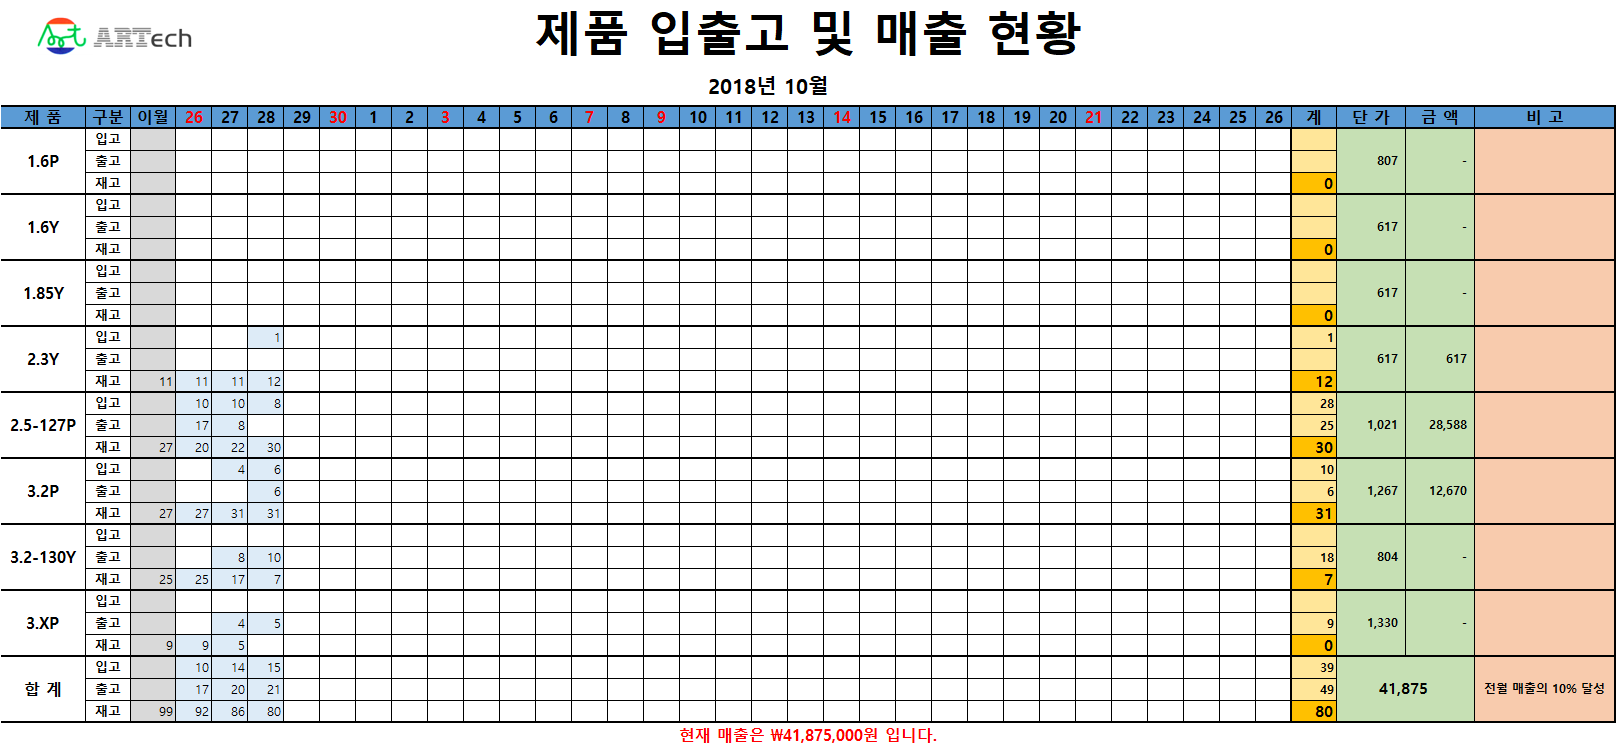 Art ARTech
제품 입출고 및 매출 현황
2018년 10월
제 품 구분 이월 26 27 28 29 30 1 2 3 4 5 6 7 8 9 10 11 12 13 14 15 16 17 18 19 20 21 22 23 24 25 26 계 단 가 금 액 비 고
입고
1.6P 출고 807 -
재고 0
입고
1.6Y 출고 617 -
재고 0
입고
1.85Y 출고 617 -
재고 0
입고 1 1
2.3Y 출고 617 617
재고 11 11 11 12 12
입고 10 10 8 28
2.5-127P 출고 17 8 25 1,021 28,588
재고 27 20 22 30 30
입고 4 6 10
3.2P 출고 6 6 1,267 12,670
재고 27 27 31 31 31
입고
3.2-130Y 출고 8 10 18 804 -
재고 25 25 17 7 7
입고
3.XP 출고 4 5 9 1,330 -
재고 9 9 5 0
입고 10 14 15 39
합 계 출고 17 20 21 49 41,875 전월 매출의 10% 달성
재고 99 92 86 80 80
현재 매출은 ₩41,875,000원 입니다.